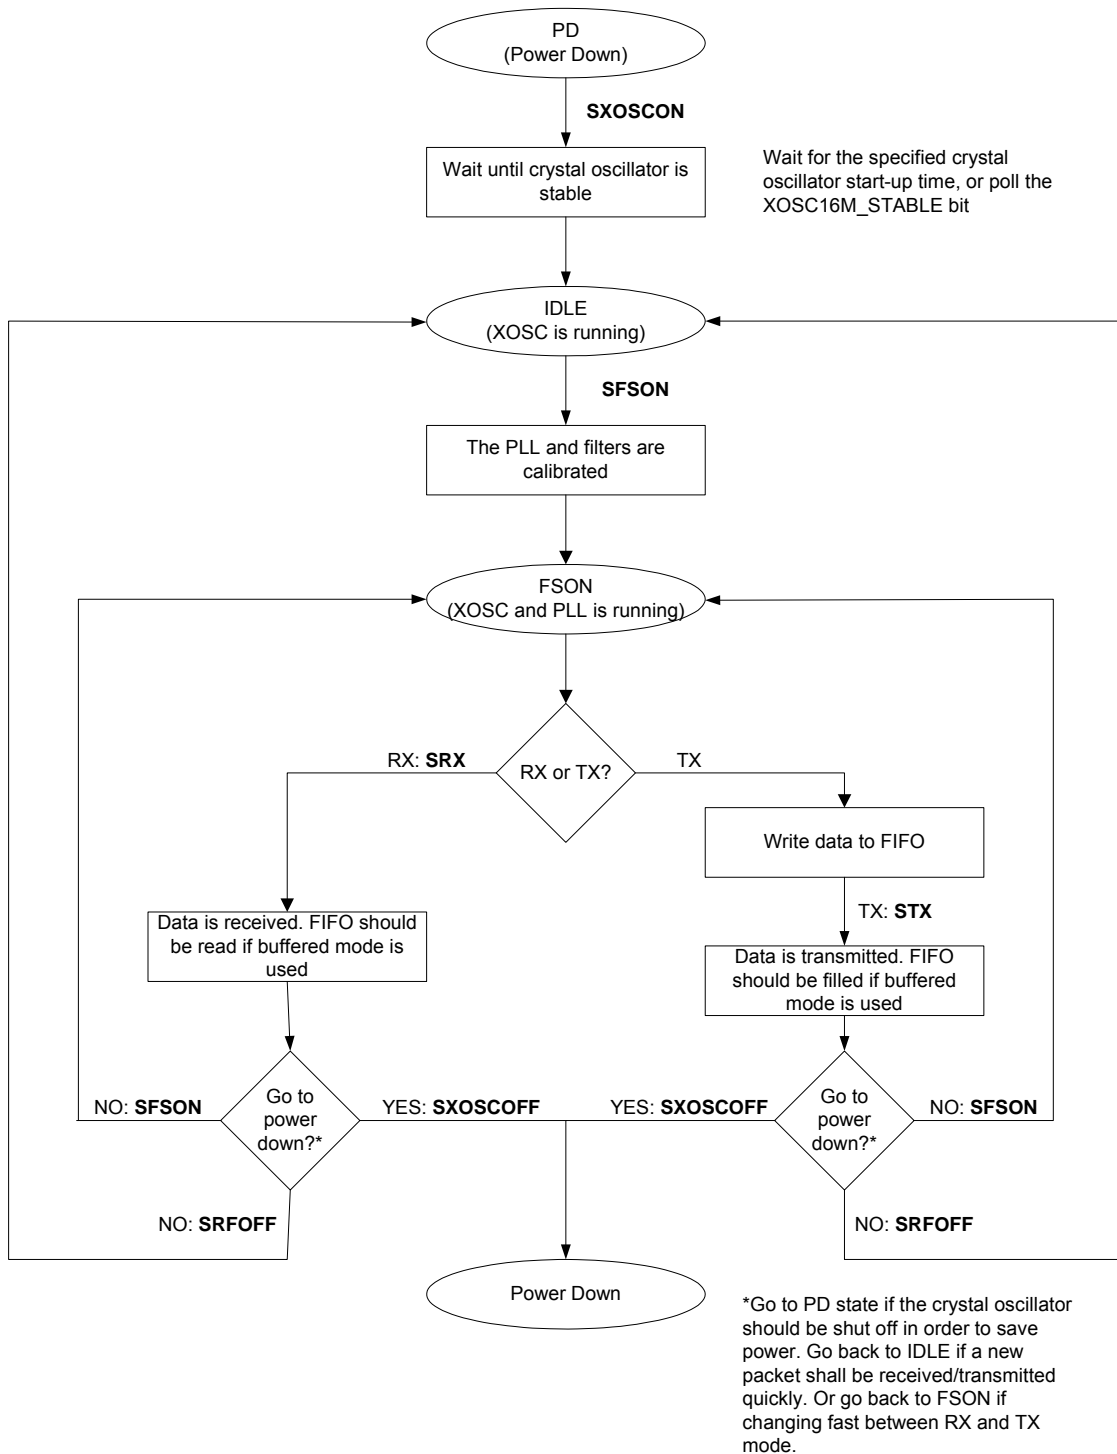 PD
(Power Down)
SXOSCON
Wait until crystal oscillator is
stable
Wait for the specified crystal
oscillator start-up time, or poll the
XOSC16M_STABLE bit
IDLE
(XOSC is running)
SFSON
The PLL and filters are
calibrated
FSON
(XOSC and PLL is running)
RX: SRX
RX or TX?
TX
Write data to FIFO
TX: STX
Data is received. FIFO should
be read if buffered mode is
used
Data is transmitted. FIFO
should be filled if buffered
mode is used
NO: SFSON
Go to
power
down?*
YES: SXOSCOFF
YES: SXOSCOFF
Go to
power
down?*
NO: SFSON
NO: SRFOFF
NO: SRFOFF
Power Down
*Go to PD state if the crystal oscillator
should be shut off in order to save
power. Go back to IDLE if a new
packet shall be received/transmitted
quickly. Or go back to FSON if
changing fast between RX and TX
mode.